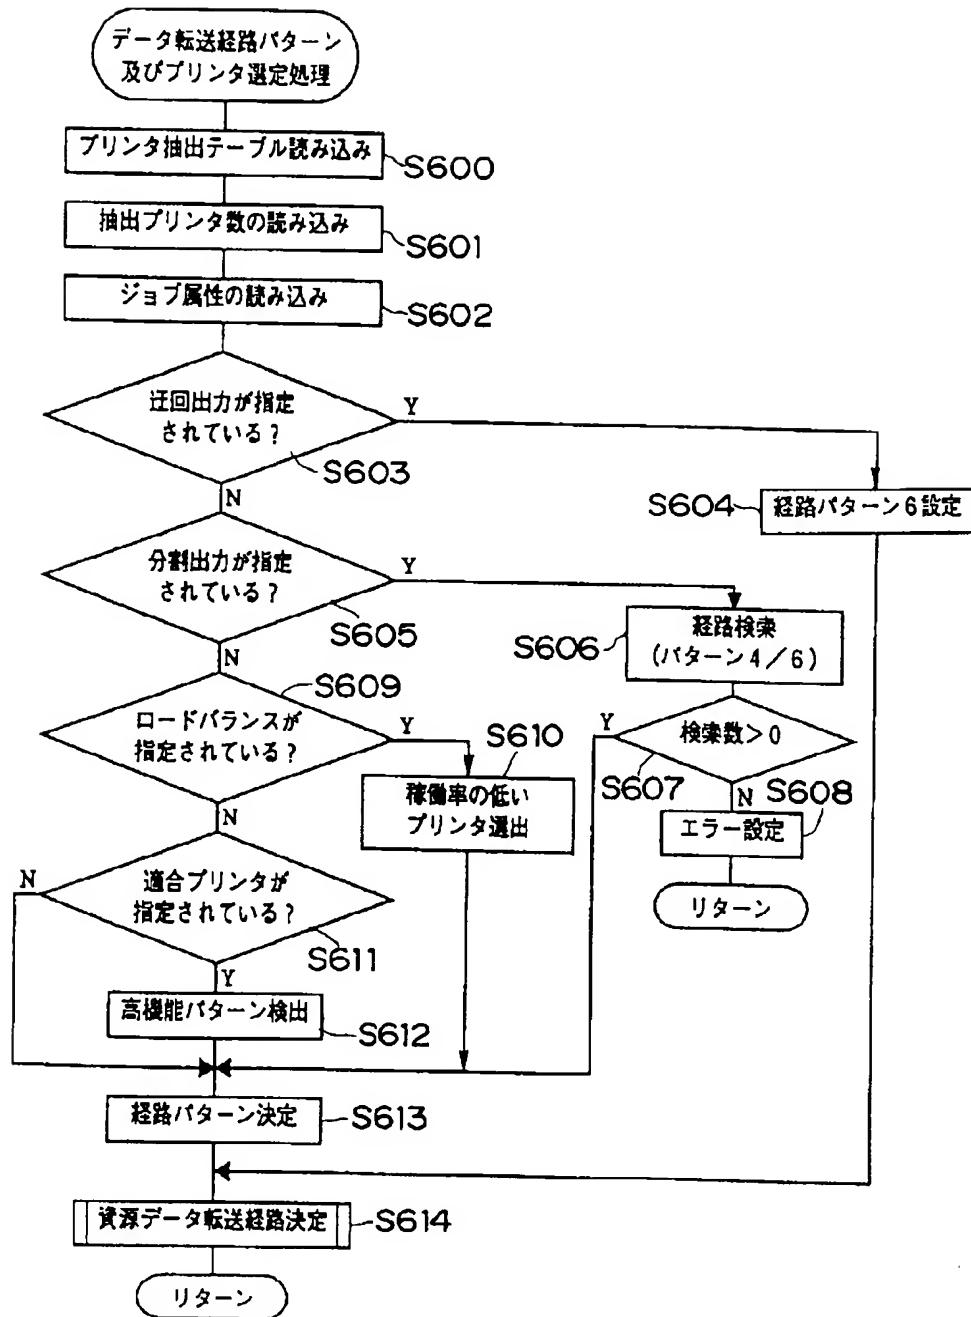 データ転送経路パターン
及びプリンタ選定処理
プリンタ抽出テーブル読み込み
S600
抽出プリンタ数の読み込み
S601
ジョブ属性の読み込み
S602
迂回出力が指定
されている?
Y
S603
N
S604
経路パターン6設定
分割出力が指定
されている?
Y
S605
N
S606
経路検索
(パターン4/6)
S609
ロードバランスが
指定されている?
Y
N
S610
稼働率の低い
プリンタ選出
Y
検索数>0
S607
N
S608
エラー設定
リターン
N
適合プリンタが
指定されている?
S611
Y
高機能パターン検出
S612
経路パターン決定
S613
資源データ転送経路決定
S614
リターン